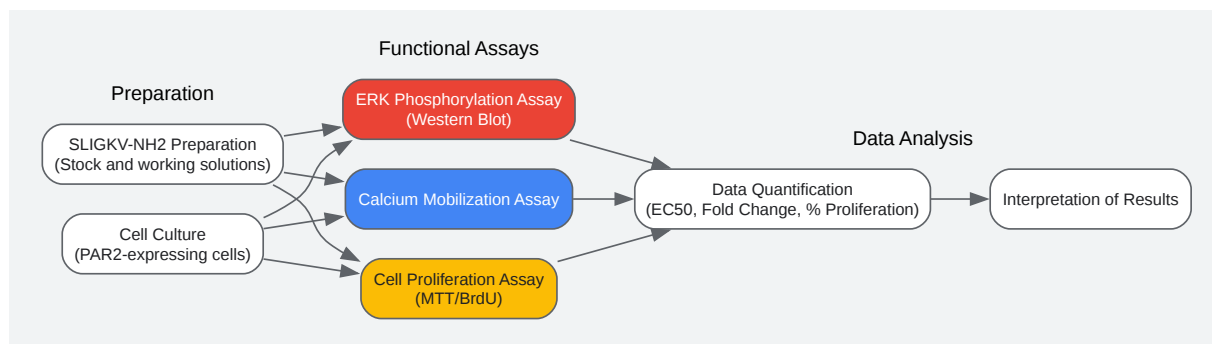 Preparation
SLIGKV-NH2 Preparation
(Stock and working solutions)
Cell Culture
(PAR2-expressing cells)
Functional Assays
ERK Phosphorylation Assay
(Western Blot)
Calcium Mobilization Assay
Cell Proliferation Assay
(MTT/BrdU)
Data Analysis
Data Quantification
(EC50, Fold Change, % Proliferation)
Interpretation of Results